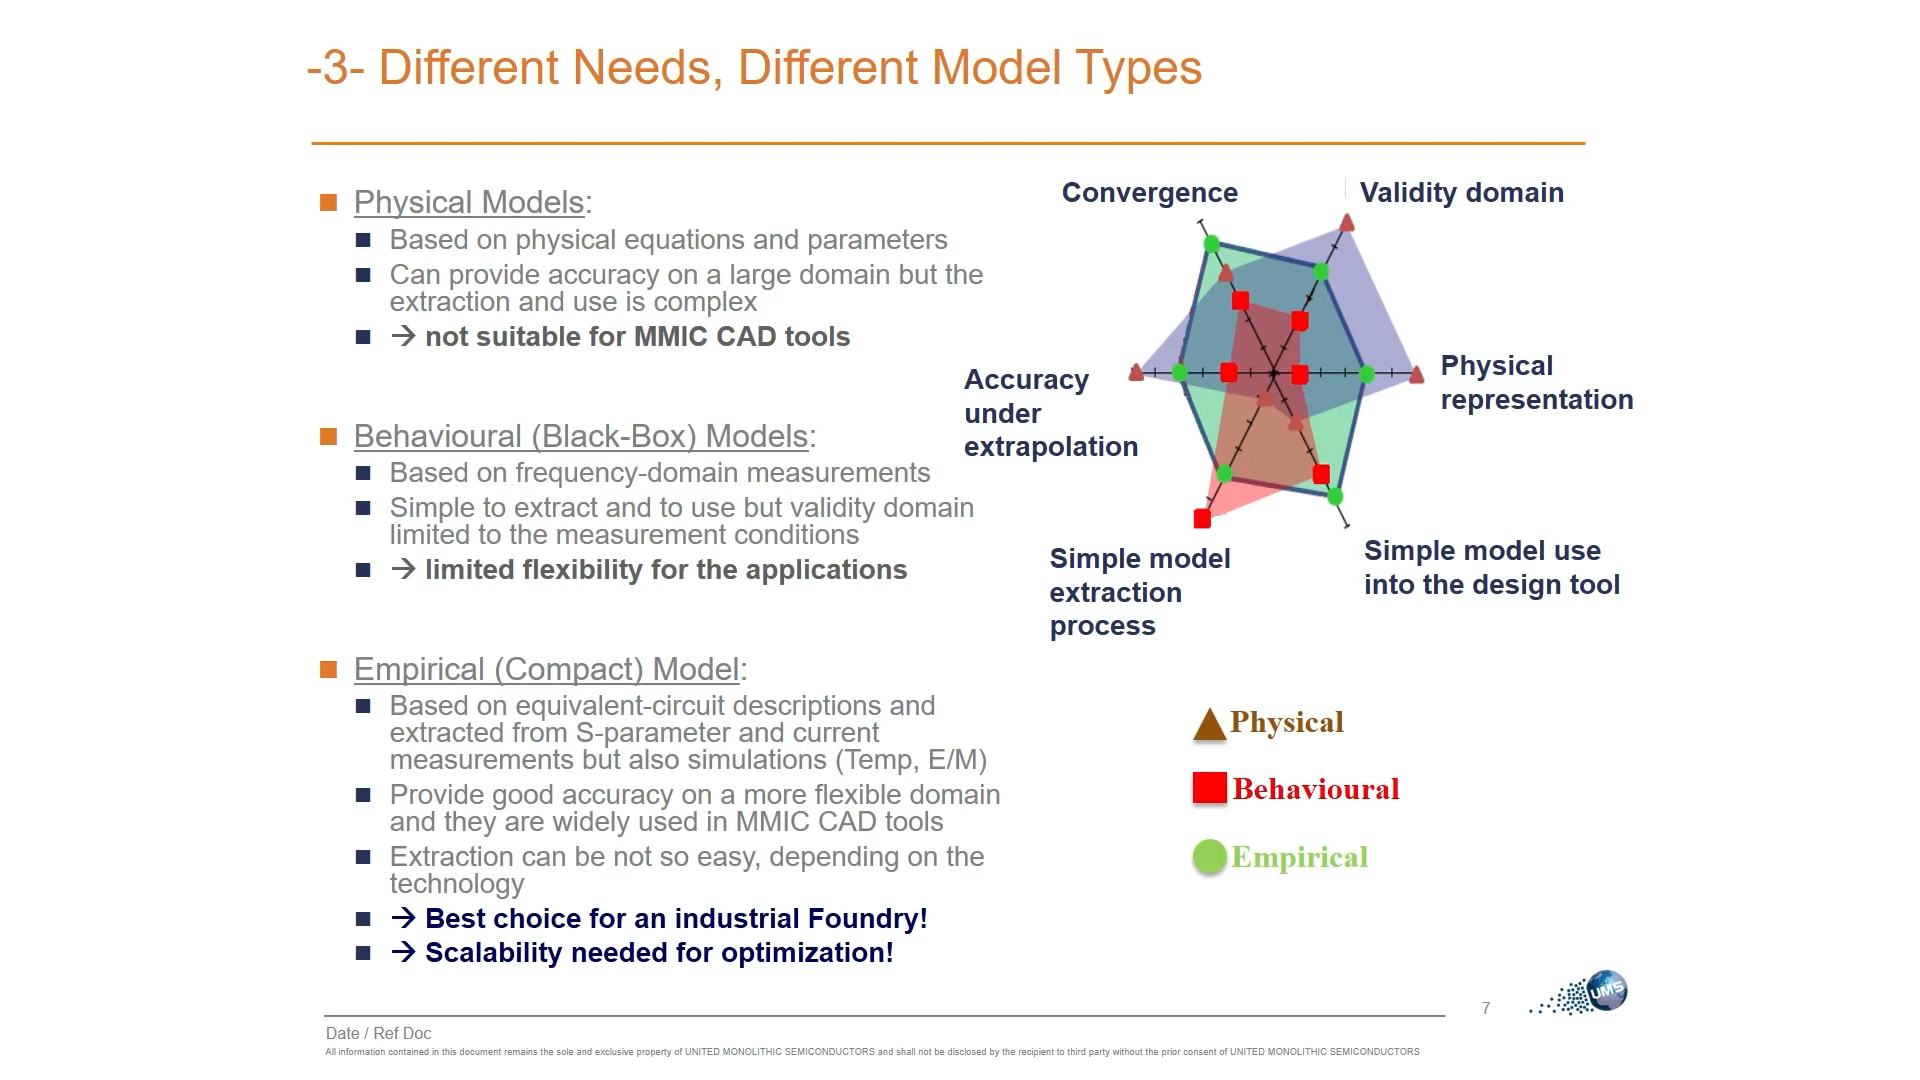 -3- Different Needs, Different Model Types
Physical Models:
Based on physical equations and parameters
Can provide accuracy on a large domain but the
extraction and use is complex
→ not suitable for MMIC CAD tools
Behavioural (Black-Box) Models:
Based on frequency-domain measurements
Simple to extract and to use but validity domain
limited to the measurement conditions
→ limited flexibility for the applications
Empirical (Compact) Model:
Based on equivalent-circuit descriptions and
extracted from S-parameter and current
measurements but also simulations (Temp, E/M)
Provide good accuracy on a more flexible domain
and they are widely used in MMIC CAD tools
Extraction can be not so easy, depending on the
technology
→ Best choice for an industrial Foundry!
→ Scalability needed for optimization!
Convergence
Validity domain
Accuracy
under
extrapolation
Physical
representation
Simple model
extraction
process
Simple model use
into the design tool
Physical
Behavioural
Empirical
7
UMS
Date / Ref Doc
All information contained in this document remains the sole and exclusive property of UNITED MONOLITHIC SEMICONDUCTORS and shall not be disclosed by the recipient to third party without the prior consent of UNITED MONOLITHIC SEMICONDUCTORS